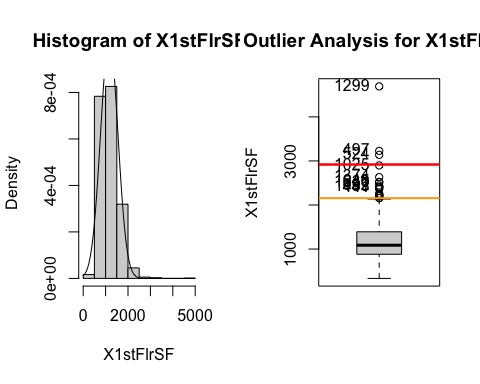 Histogram of X1stFlrSF
Outlier Analysis for X1stFl
Density
0e+00
4e-04
8e-04
0
2000
5000
X1stFlrSF
X1stFlrSF
1000
3000
1299
497